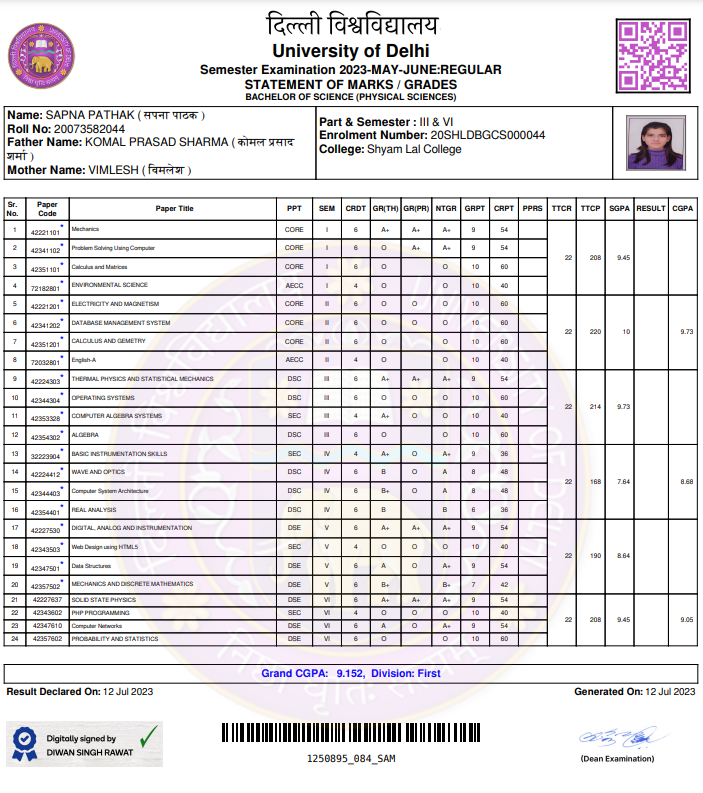 दिल्ली विश्वविद्यालय
University of Delhi
Semester Examination 2023-MAY-JUNE:REGULAR
STATEMENT OF MARKS / GRADES
BACHELOR OF SCIENCE (PHYSICAL SCIENCES)
Name: SAPNA PATHAK ( सपना पाठक )
Roll No: 20073582044
Father Name: KOMAL PRASAD SHARMA ( कोमल प्रसाद
शर्मा )
Mother Name: VIMLESH ( विमलेश )
Part & Semester : III & VI
Enrolment Number: 20SHLDBGCS000044
College: Shyam Lal College
Sr. No. Paper Code Paper Title PPT SEM CRDT GR(TH) GR(PR) NTGR GRPT CRPT PPRS TTCR TTCP SGPA RESULT CGPA
1 42221101* Mechanics CORE I 6 A+ A+ A+ 9 54
2 42341102* Problem Solving Using Computer CORE I 6 O A+ A+ 9 54
22 208 9.45
3 42351101* Calculus and Matrices CORE I 6 O O 10 60
4 72182801* ENVIRONMENTAL SCIENCE AECC I 4 O O 10 40
5 42221201* ELECTRICITY AND MAGNETISM CORE II 6 O O O 10 60
6 42341202* DATABASE MANAGEMENT SYSTEM CORE II 6 O O O 10 60
22 220 10 9.73
7 42351201* CALCULUS AND GEMETRY CORE II 6 O O 10 60
8 72032801* English-A AECC II 4 O O 10 40
9 42224303* THERMAL PHYSICS AND STATISTICAL MECHANICS DSC III 6 A+ A+ A+ 9 54
10 42344304* OPERATING SYSTEMS DSC III 6 O O O 10 60
22 214 9.73
11 42353328* COMPUTER ALGEBRA SYSTEMS SEC III 4 A+ O O 10 40
12 42354302* ALGEBRA DSC III 6 O O 10 60
13 32223904* BASIC INSTRUMENTATION SKILLS SEC IV 4 A+ O A+ 9 36
14 42224412* WAVE AND OPTICS DSC IV 6 B O A 8 48
22 168 7.64 8.68
15 42344403* Computer System Architecture DSC IV 6 B+ O A 8 48
16 42354401* REAL ANALYSIS DSC IV 6 B B 6 36
17 42227530* DIGITAL, ANALOG AND INSTRUMENTATION DSE V 6 A+ A+ A+ 9 54
18 42343503* Web Design using HTML5 SEC V 4 O O O 10 40
22 190 8.64
19 42347501* Data Structures DSE V 6 A O A+ 9 54
20 42357502* MECHANICS AND DISCRETE MATHEMATICS DSE V 6 B+ B+ 7 42
21 42227637 SOLID STATE PHYSICS DSE VI 6 A+ A+ A+ 9 54
22 42343602 PHP PROGRAMMING SEC VI 4 O O O 10 40
22 208 9.45 9.05
23 42347610 Computer Networks DSE VI 6 A O A+ 9 54
24 42357602 PROBABILITY AND STATISTICS DSE VI 6 O O 10 60
Grand CGPA: 9.152, Division: First
Result Declared On: 12 Jul 2023
Generated On: 12 Jul 2023
Digitally signed by
DIWAN SINGH RAWAT
1250895_084_SAM
(Dean Examination)